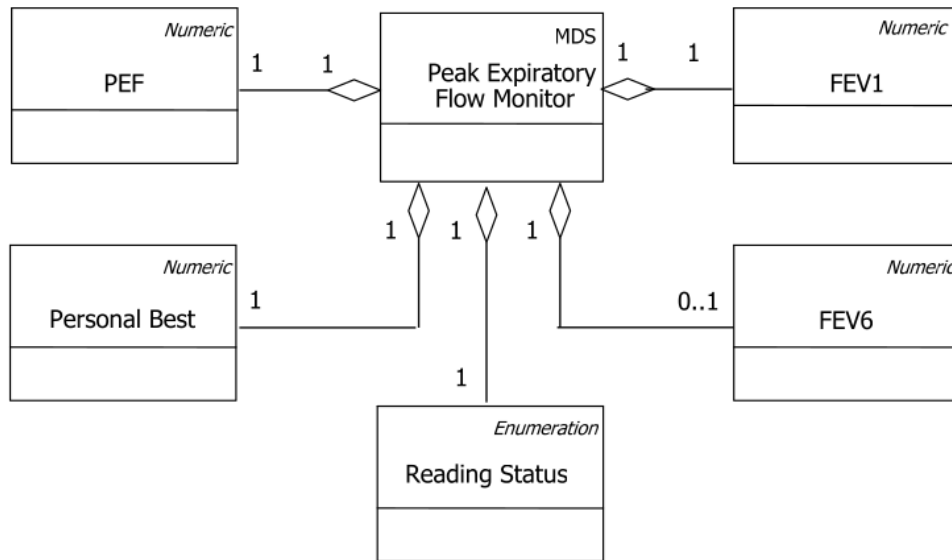 Numeric
PEF
1
1
MDS
Peak Expiratory
Flow Monitor
1
1
Numeric
FEV1
1
1
1
Numeric
Personal Best
1
0..1
Numeric
FEV6
1
Enumeration
Reading Status